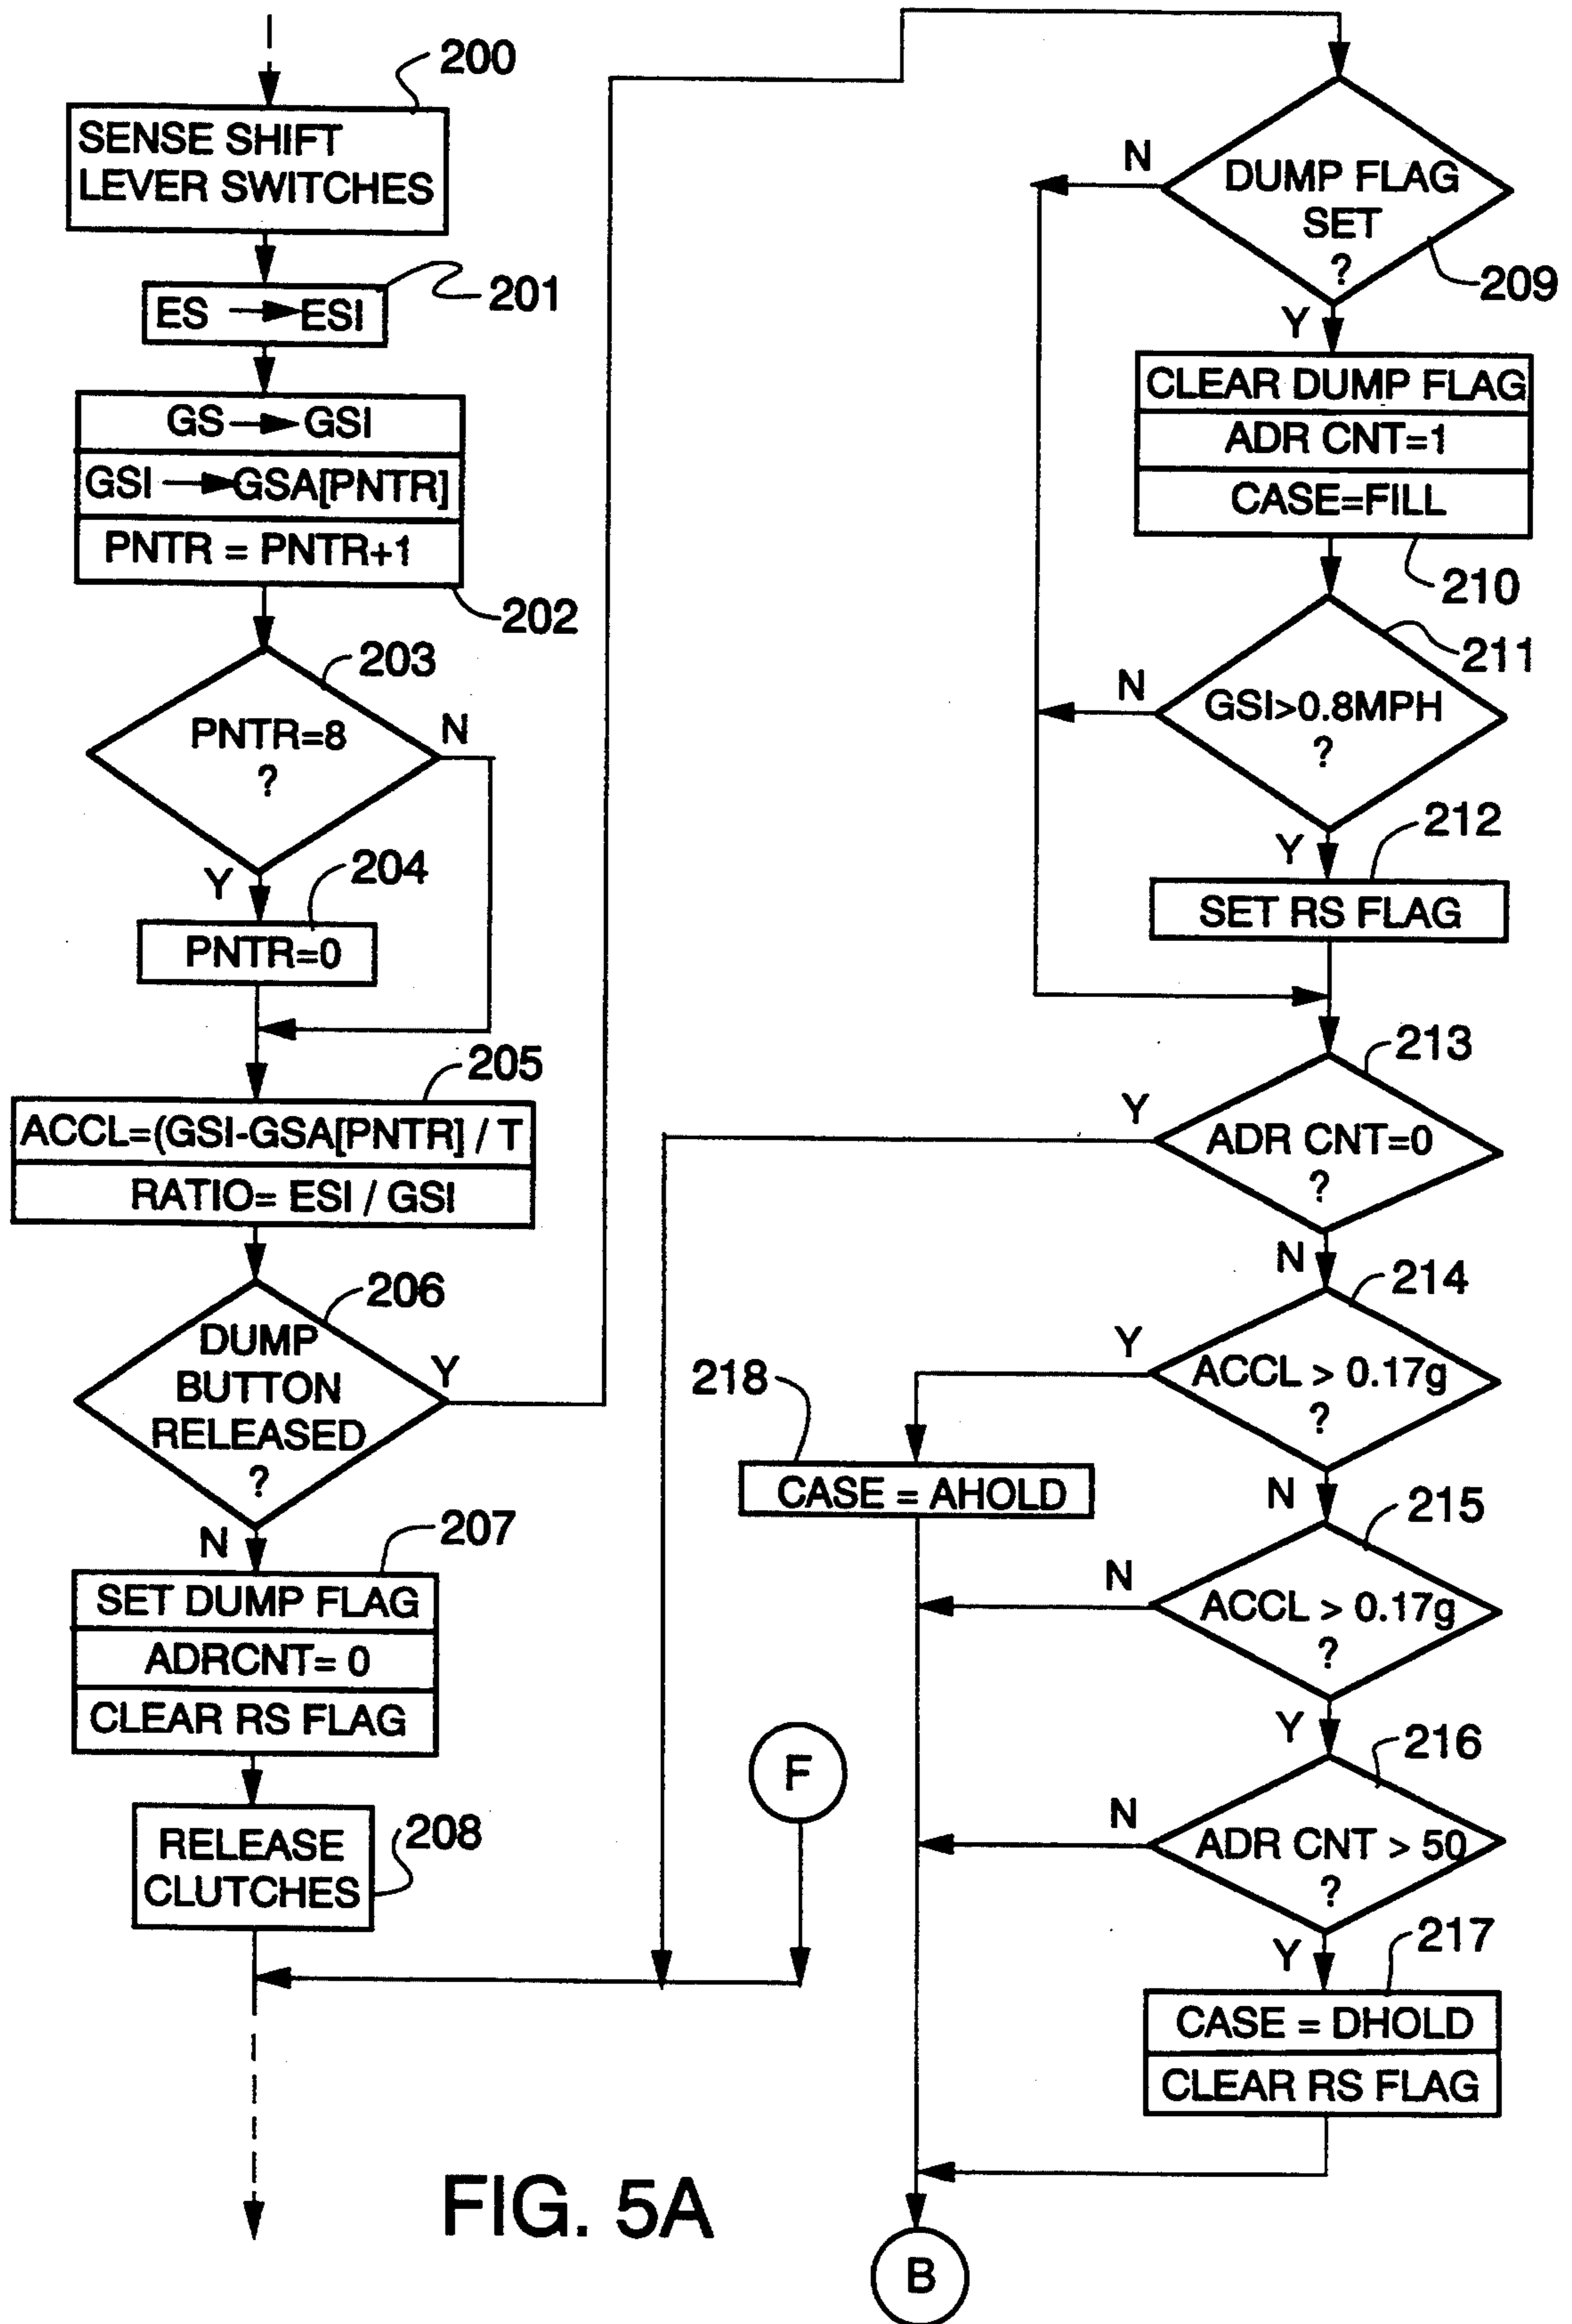 200
SENSE SHIFT
LEVER SWITCHES
201
ES → ESI
GS → GSI
GSI → GSA[PNTR]
PNTR = PNTR+1
202
203
PNTR=8
?
N
Y
204
PNTR=0
205
ACCL=(GSI-GSA[PNTR] / T
RATIO= ESI / GSI
206
DUMP
BUTTON
RELEASED
?
Y
N
207
SET DUMP FLAG
ADRCNT= 0
CLEAR RS FLAG
RELEASE
CLUTCHES
208
N
DUMP FLAG
SET
?
209
Y
CLEAR DUMP FLAG
ADR CNT=1
CASE=FILL
210
211
N
GSI>0.8MPH
?
Y
212
SET RS FLAG
213
Y
ADR CNT=0
?
N
214
Y
ACCL > 0.17g
?
218
CASE = AHOLD
N
215
N
ACCL > 0.17g
?
Y
216
N
ADR CNT > 50
?
F
Y
217
CASE = DHOLD
CLEAR RS FLAG
B
FIG. 5A